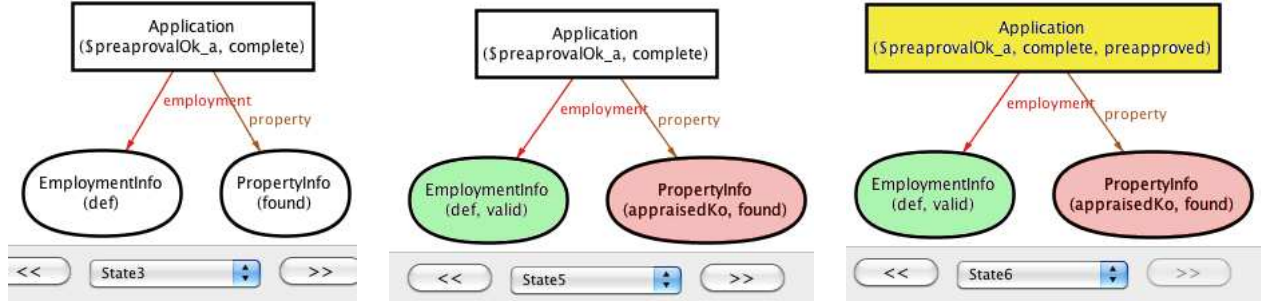 Application
($preaprovalOk_a, complete)
employment
property
EmploymentInfo
(def)
PropertyInfo
(found)
<<
State3
>>
Application
($preaprovalOk_a, complete)
employment
property
EmploymentInfo
(def, valid)
PropertyInfo
(appraisedKo, found)
<<
State5
>>
Application
($preaprovalOk_a, complete, preapproved)
employment
property
EmploymentInfo
(def, valid)
PropertyInfo
(appraisedKo, found)
<<
State6
>>